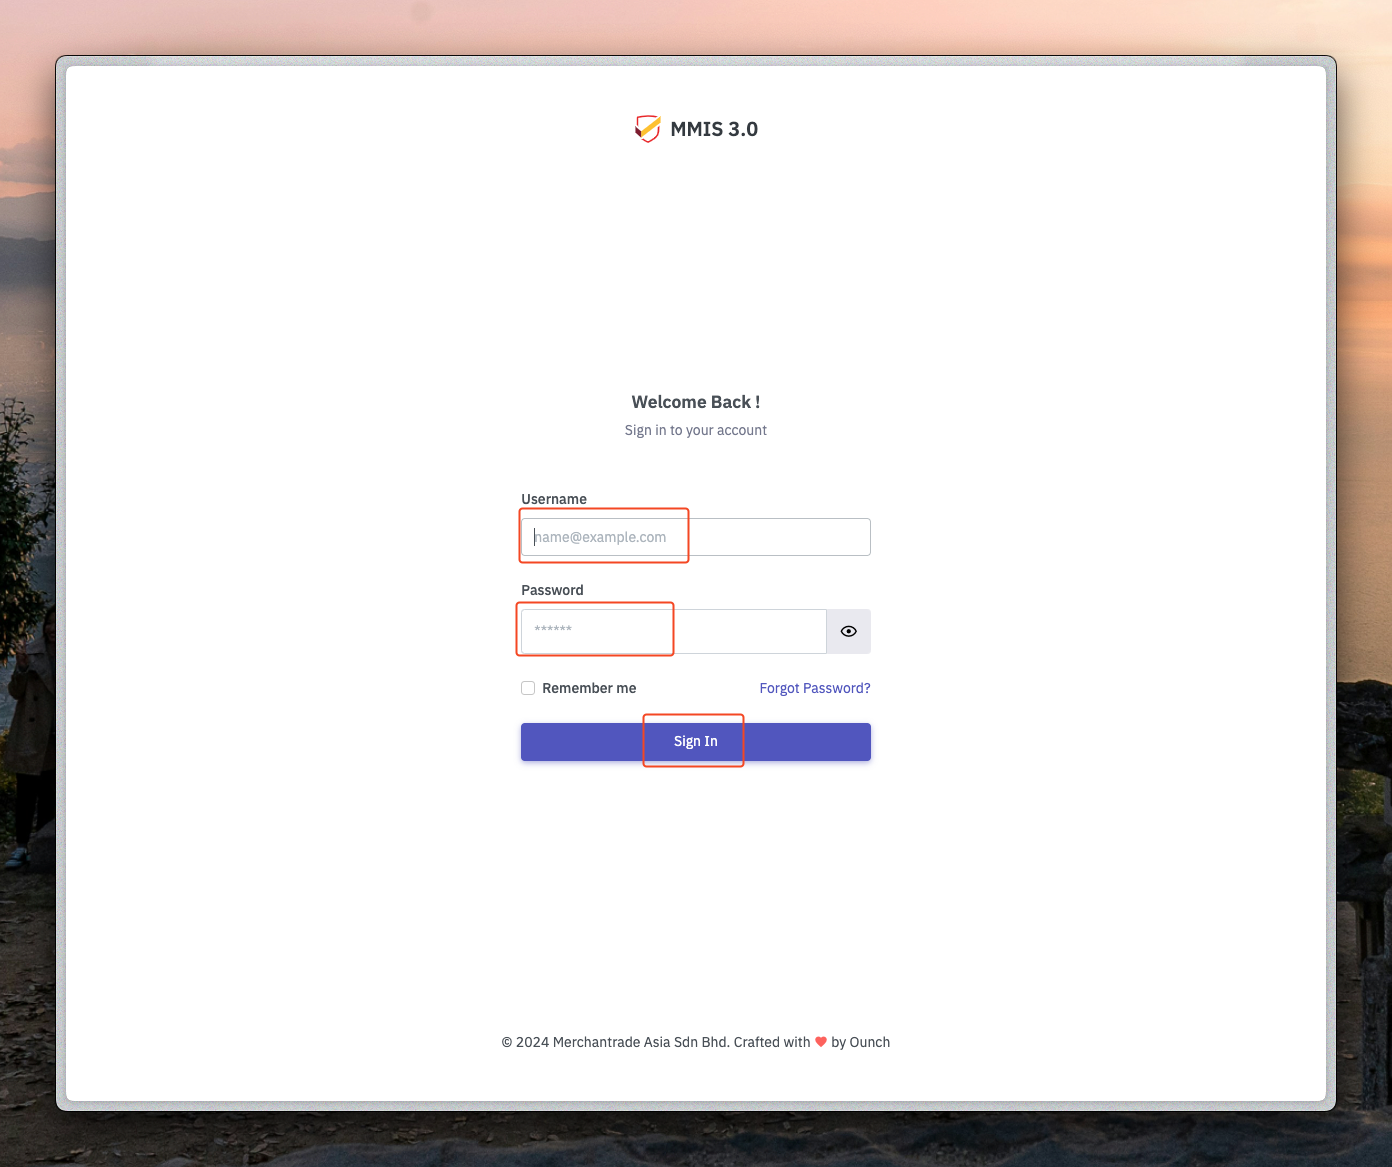 MMIS 3.0
Welcome Back !
Sign in to your account
Username
name@example.com
Password
******
Remember me
Forgot Password?
Sign In
© 2024 Merchantrade Asia Sdn Bhd. Crafted with ❤ by Ounch